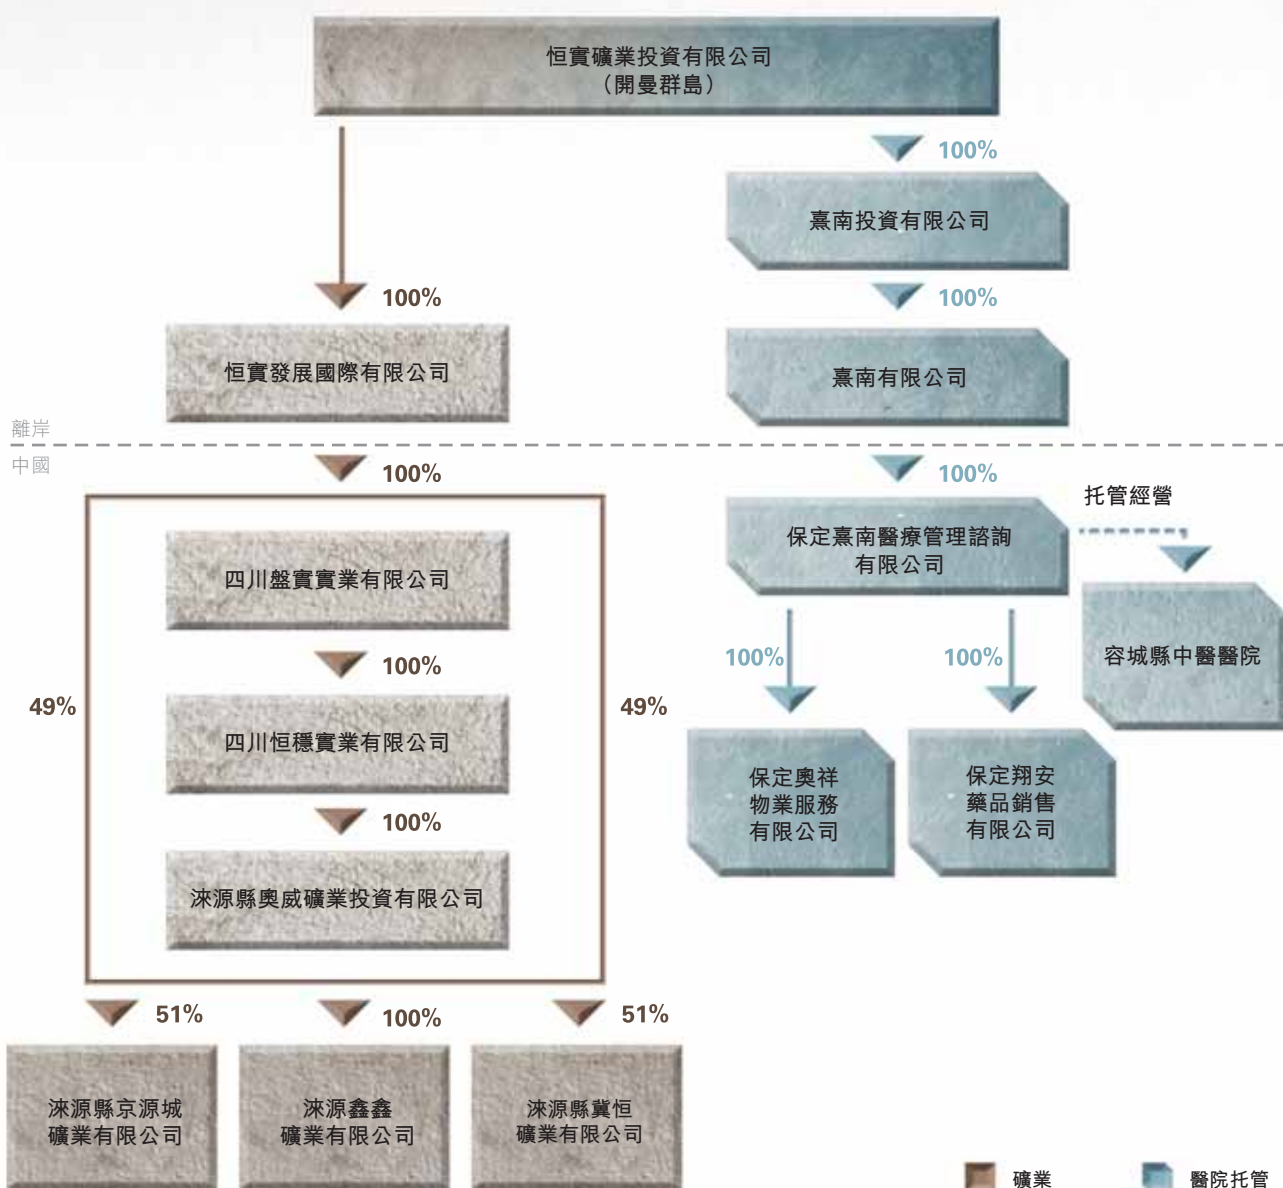 恒實礦業投資有限公司
（開曼群島）
100%
熹南投資有限公司
100%
100%
恒實發展國際有限公司
熹南有限公司
離岸
中國
100%
100%
托管經營
保定熹南醫療管理諮詢
有限公司
四川盤實實業有限公司
100%
100%
100%
容城縣中醫醫院
49%
49%
四川恒穩實業有限公司
保定奧祥
物業服務
有限公司
保定翔安
藥品銷售
有限公司
100%
淶源縣奧威礦業投資有限公司
51%
100%
51%
淶源縣京源城
礦業有限公司
淶源鑫鑫
礦業有限公司
淶源縣冀恒
礦業有限公司
礦業
醫院托管